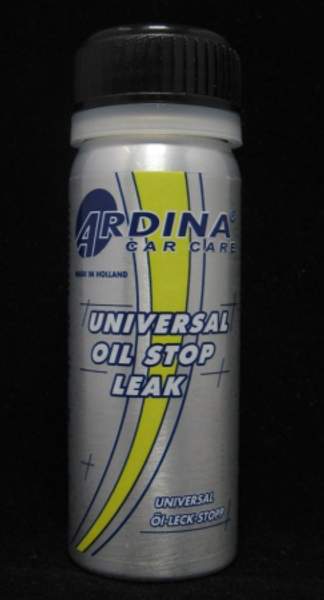 ARDINA®
CAR CARE
MADE IN HOLLAND
UNIVERSAL
OIL STOP
LEAK
UNIVERSAL
ÖL-LECK-STOPP